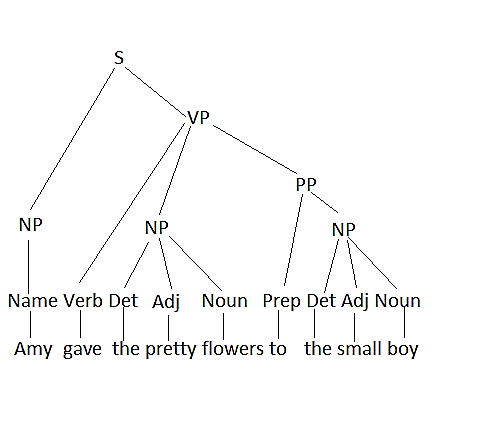 S
VP
PP
NP NP NP
Name Verb Det Adj Noun Prep Det Adj Noun
Amy gave the pretty flowers to the small boy